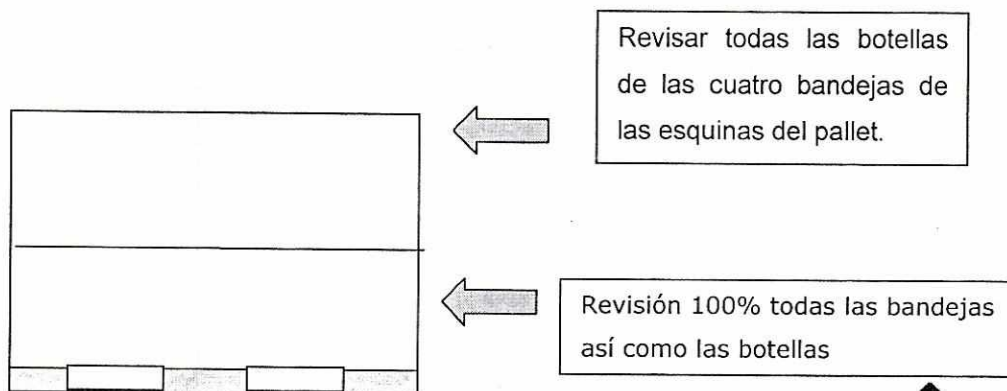 Revisar todas las botellas
de las cuatro bandejas de
las esquinas del pallet.
Revisión 100% todas las bandejas
así como las botellas